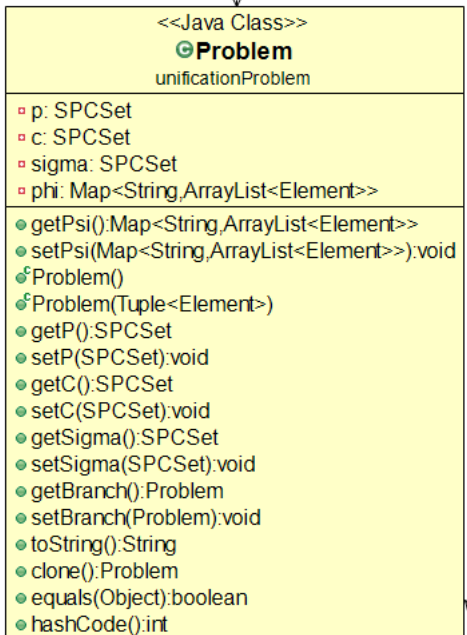 <<Java Class>>
Problem
unificationProblem
p: SPCSet
c: SPCSet
sigma: SPCSet
phi: Map<String,ArrayList<Element>>
getPsi():Map<String,ArrayList<Element>>
setPsi(Map<String,ArrayList<Element>>):void
Problem()
Problem(Tuple<Element>)
getP():SPCSet
setP(SPCSet):void
getC():SPCSet
setC(SPCSet):void
getSigma():SPCSet
setSigma(SPCSet):void
getBranch():Problem
setBranch(Problem):void
toString():String
clone():Problem
equals(Object):boolean
hashCode():int